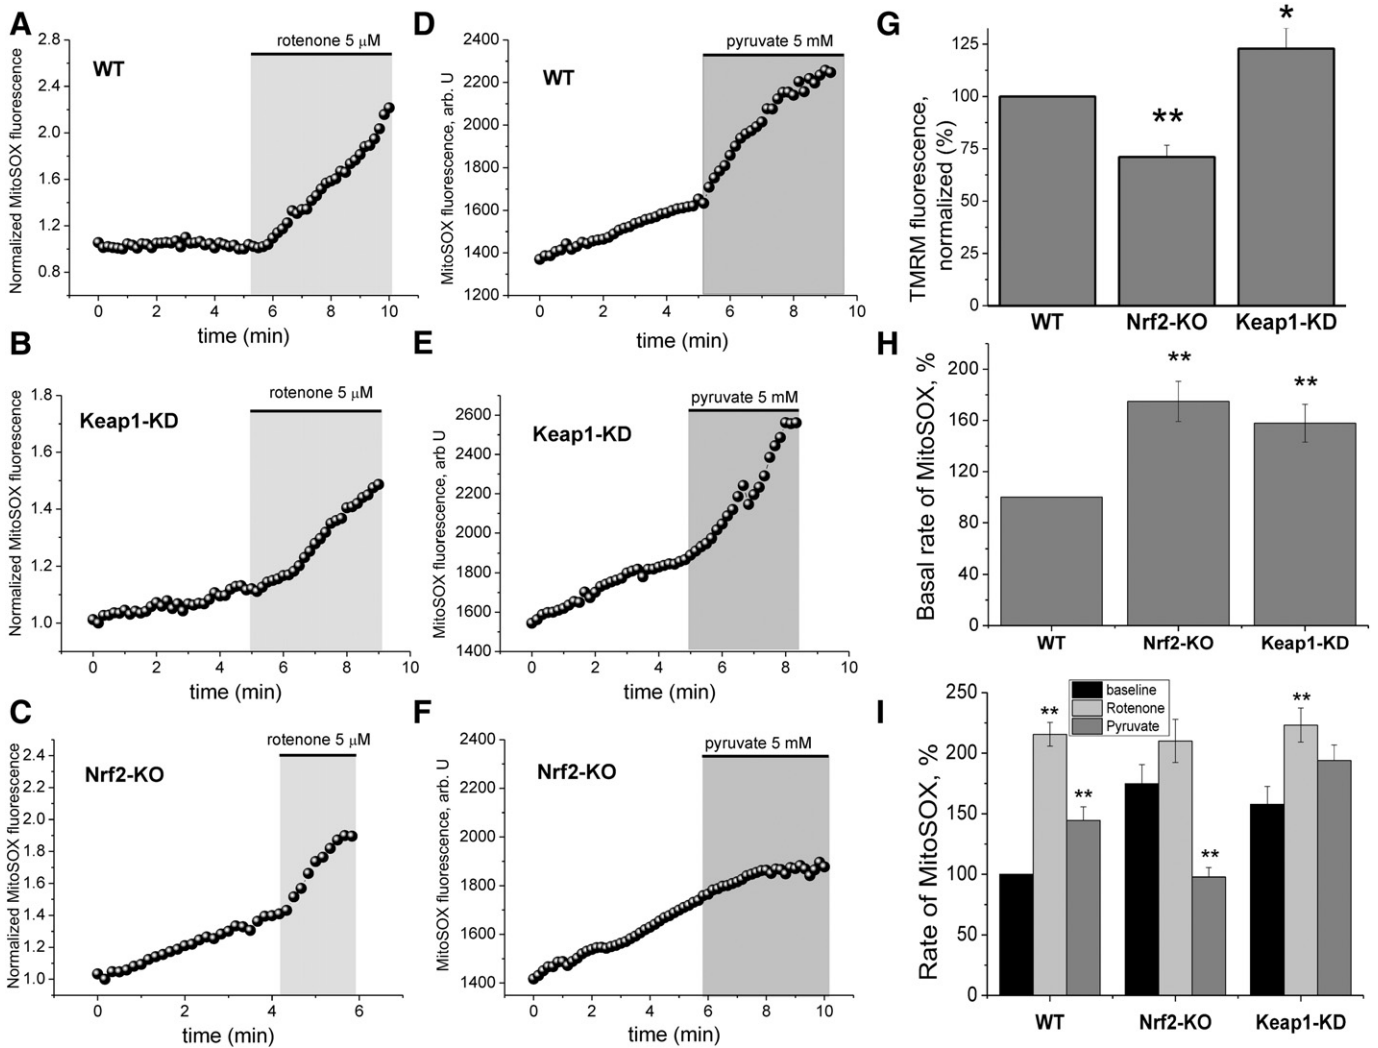 A
rotenone 5 μM
WT
Normalized MitoSOX fluorescence
2.8
2.4
2.0
1.6
1.2
0.8
0 2 4 6 8 10
time (min)
B
rotenone 5 μM
Keap1-KD
Normalized MitoSOX fluorescence
1.8
1.6
1.4
1.2
1.0
0 2 4 6 8 10
time (min)
C
rotenone 5 μM
Nrf2-KO
Normalized MitoSOX fluorescence
2.4
2.2
2.0
1.8
1.6
1.4
1.2
1.0
0 2 4 6
time (min)
D
pyruvate 5 mM
WT
MitoSOX fluorescence, arb. U
2400
2200
2000
1800
1600
1400
1200
0 2 4 6 8 10
time (min)
E
pyruvate 5 mM
Keap1-KD
MitoSOX fluorescence, arb U
2600
2400
2200
2000
1800
1600
1400
0 2 4 6 8 10
time (min)
F
pyruvate 5 mM
Nrf2-KO
MitoSOX fluorescence, arb. U
2400
2200
2000
1800
1600
1400
0 2 4 6 8 10
time (min)
G
TMRM fluorescence,
normalized (%)
125
100
75
50
25
0
**
*
WT Nrf2-KO Keap1-KD
H
Basal rate of MitoSOX, %
200
160
120
80
40
0
** **
WT Nrf2-KO Keap1-KD
I
Rate of MitoSOX, %
250
200
150
100
50
0
baseline
Rotenone
Pyruvate
** ** ** **
WT Nrf2-KO Keap1-KD